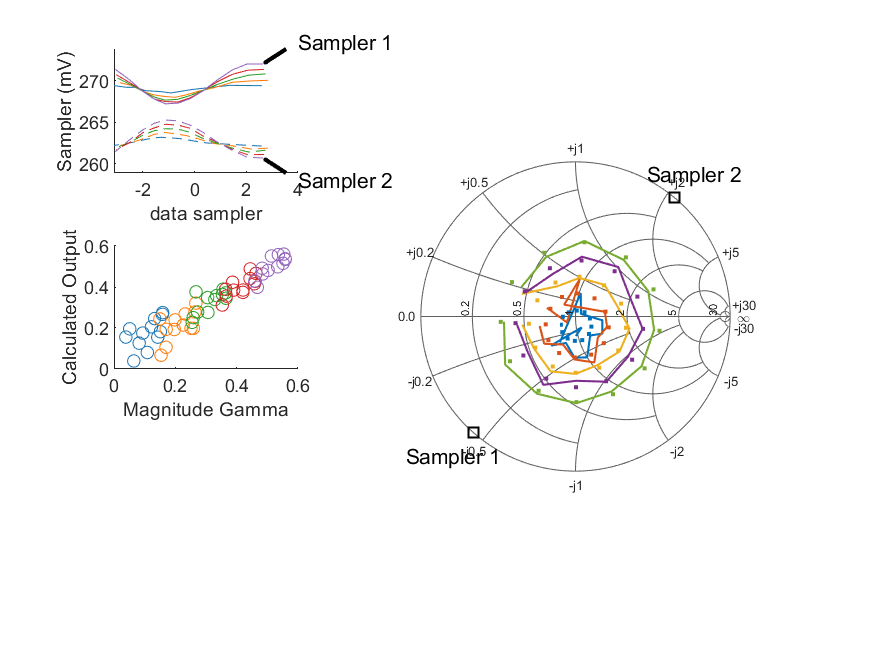 Sampler 1
Sampler (mV)
270
265
260
-2 0 2 4
data sampler
Sampler 2
Calculated Output
0.6
0.4
0.2
0
0 0.2 0.4 0.6
Magnitude Gamma
Sampler 2
+j1
+j0.5
+j2
+j0.2
+j5
0.0
0.2
0.5
1
2
5
30
+j30
∞
-j30
-j0.2
-j5
Sampler 1
-j0.5
-j2
-j1